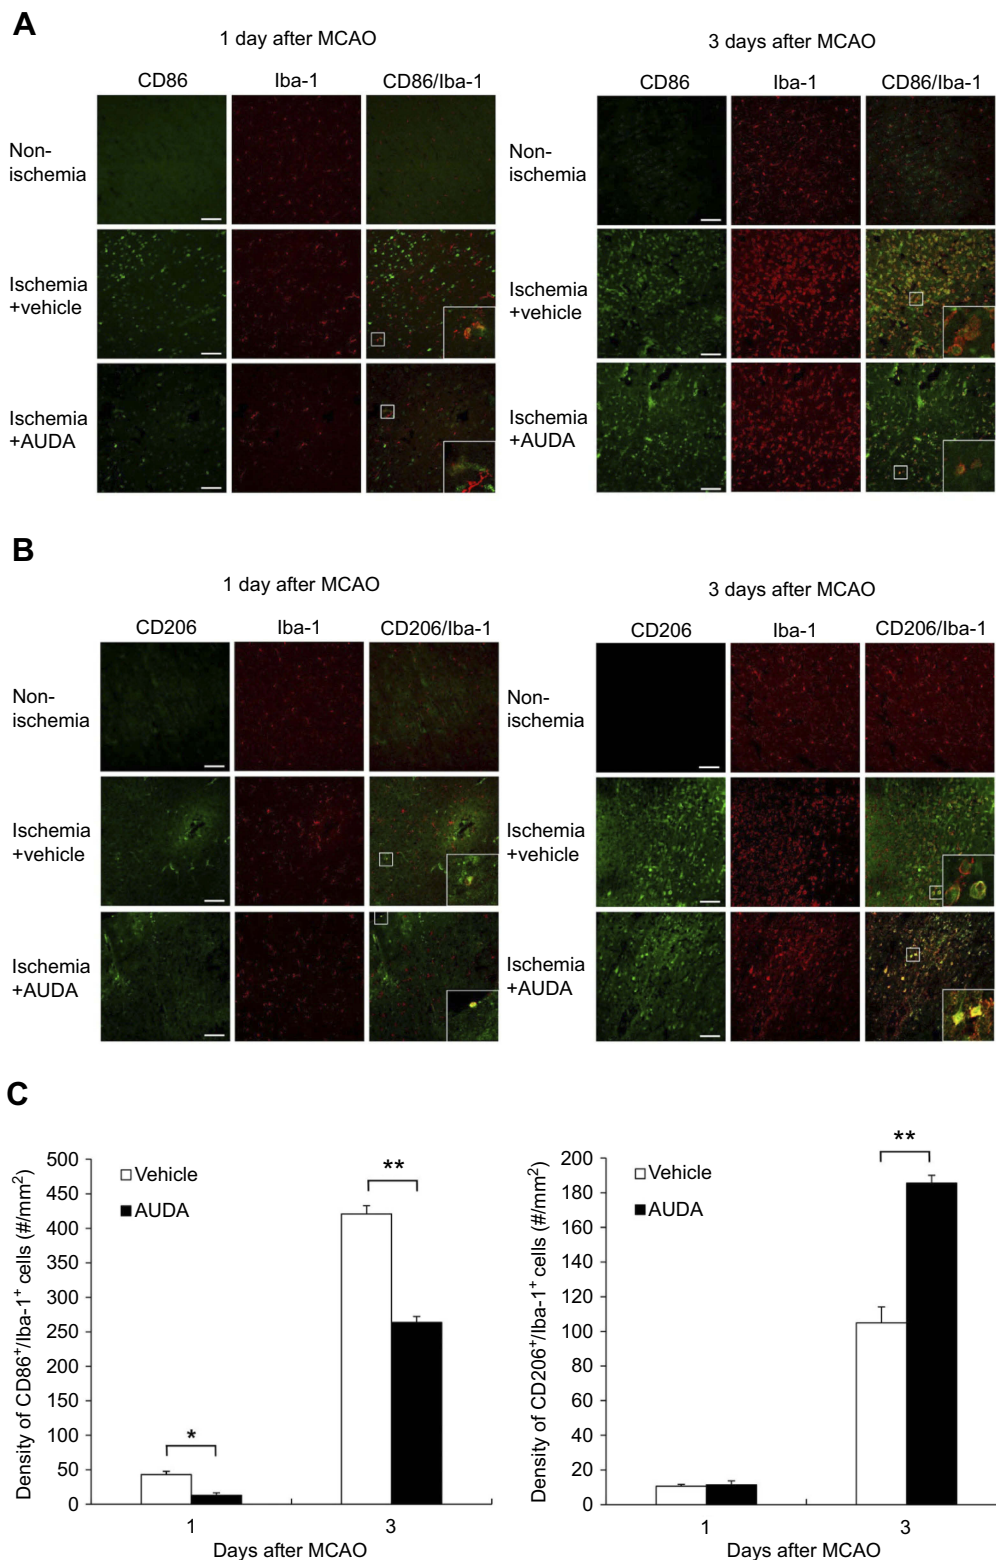 A
1 day after MCAO
3 days after MCAO
CD86 Iba-1 CD86/Iba-1
CD86 Iba-1 CD86/Iba-1
Non-
ischemia
Non-
ischemia
Ischemia
+vehicle
Ischemia
+vehicle
Ischemia
+AUDA
Ischemia
+AUDA
B
1 day after MCAO
3 days after MCAO
CD206 Iba-1 CD206/Iba-1
CD206 Iba-1 CD206/Iba-1
Non-
ischemia
Non-
ischemia
Ischemia
+vehicle
Ischemia
+vehicle
Ischemia
+AUDA
Ischemia
+AUDA
C
Density of CD86⁺/Iba-1⁺ cells (#/mm²)
500
450
400
350
300
250
200
150
100
50
0
Vehicle
AUDA
*
**
1 3
Days after MCAO
Density of CD206⁺/Iba-1⁺ cells (#/mm²)
200
180
160
140
120
100
80
60
40
20
0
Vehicle
AUDA
**
1 3
Days after MCAO